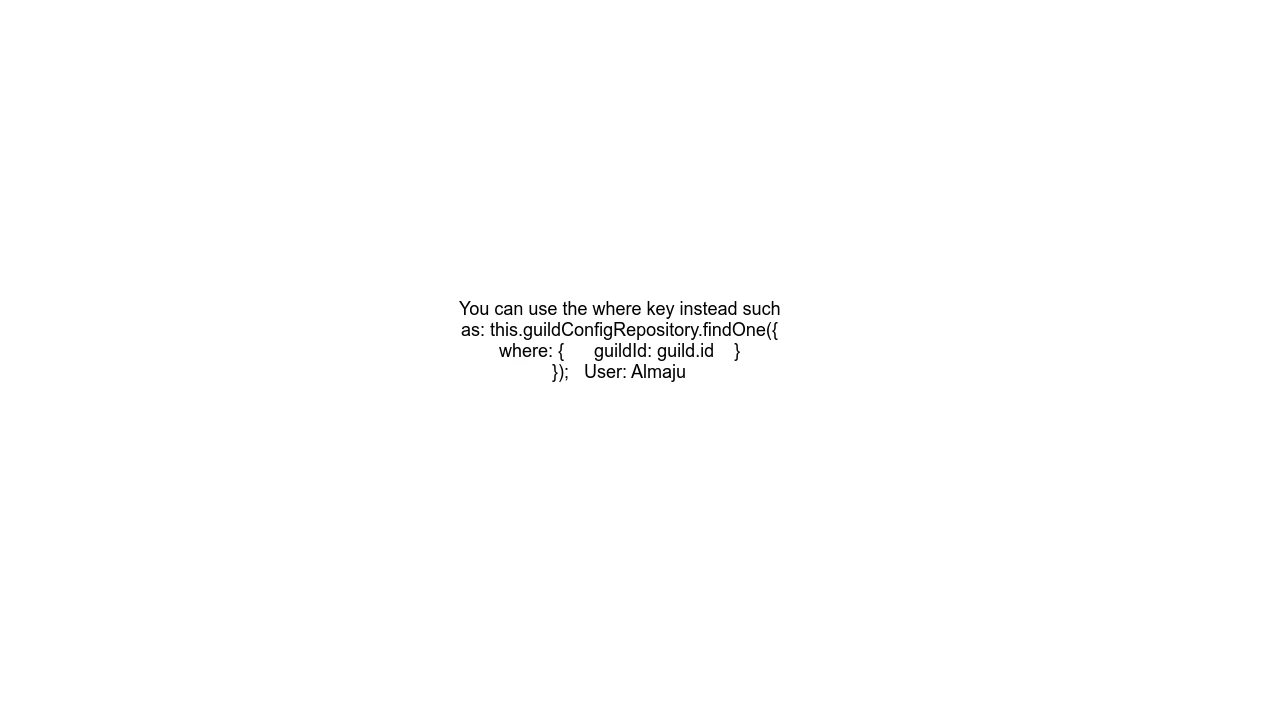 You can use the where key instead such
as: this.guildConfigRepository.findOne({
where: {      guildId: guild.id    }
});   User: Almaju